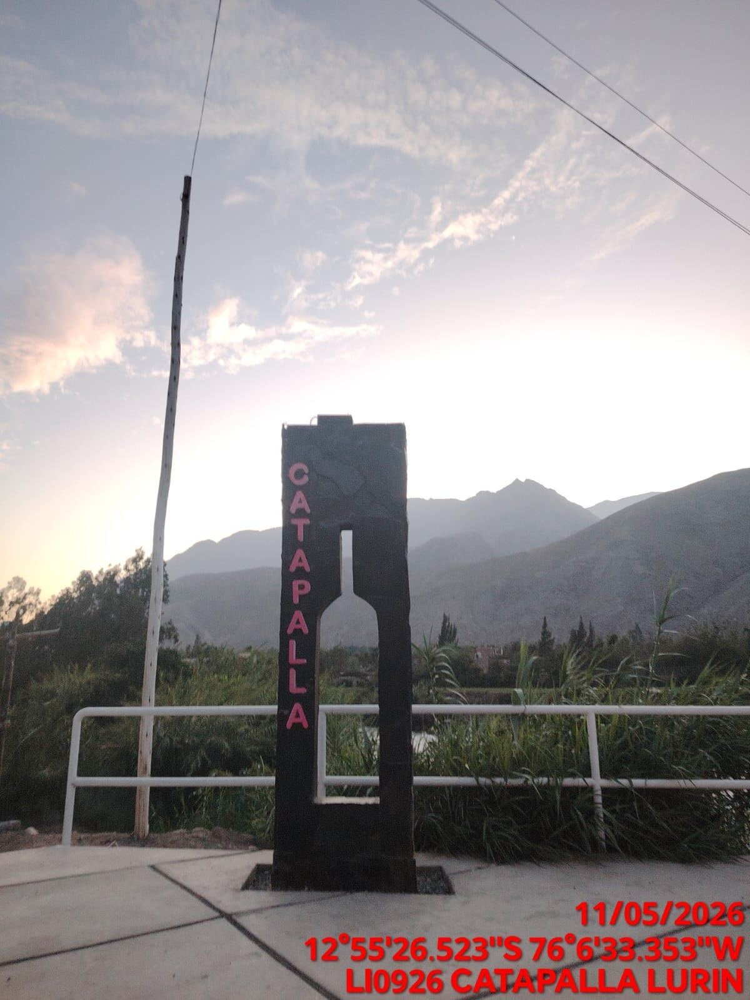 CATAPALLA
11/05/2026
12°55'26.523"S 76°6'33.353"W
LI0926 CATAPALLA LURIN